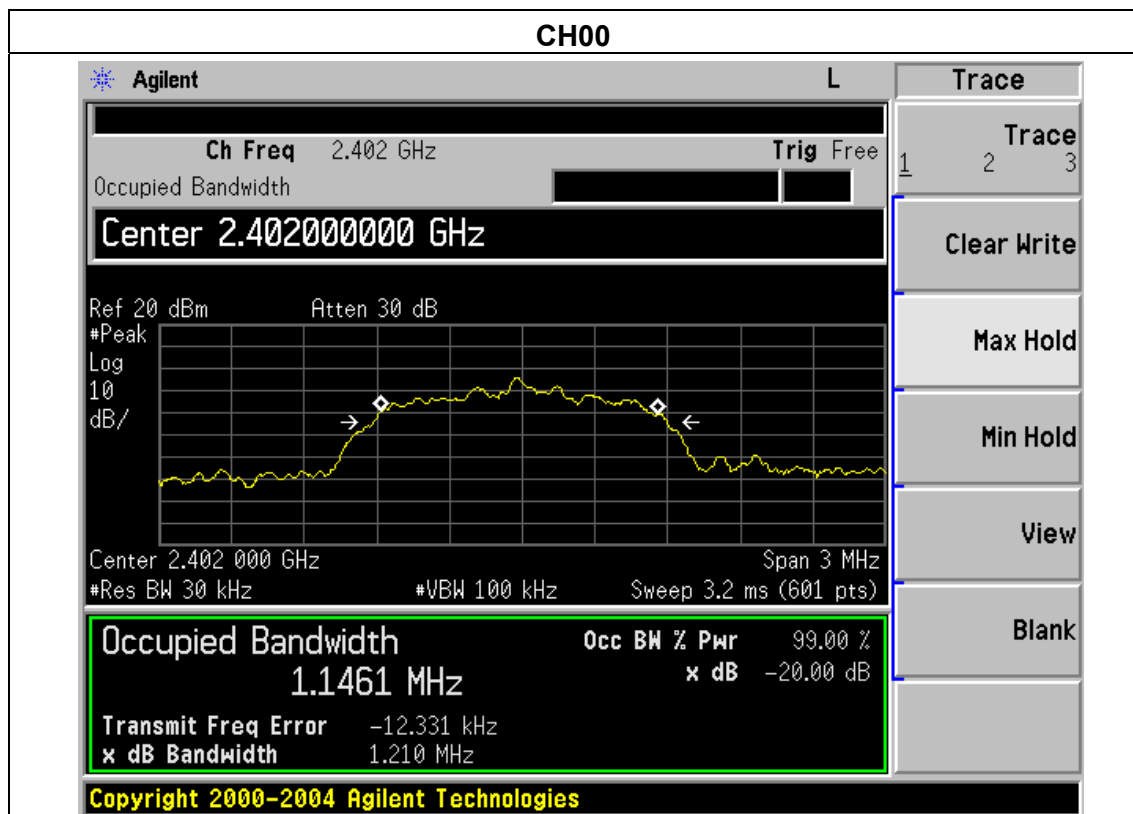 CH00
Agilent L Trace
Ch Freq 2.402 GHz Trig Free
Occupied Bandwidth
Center 2.402000000 GHz
Ref 20 dBm Atten 30 dB
#Peak
Log
10
dB/
Center 2.402 000 GHz Span 3 MHz
#Res BW 30 kHz #VBW 100 kHz Sweep 3.2 ms (601 pts)
Occupied Bandwidth Occ BW % Pwr 99.00 %
1.1461 MHz x dB -20.00 dB
Transmit Freq Error -12.331 kHz
x dB Bandwidth 1.210 MHz
Copyright 2000-2004 Agilent Technologies
Trace
1 2 3
Clear Write
Max Hold
Min Hold
View
Blank